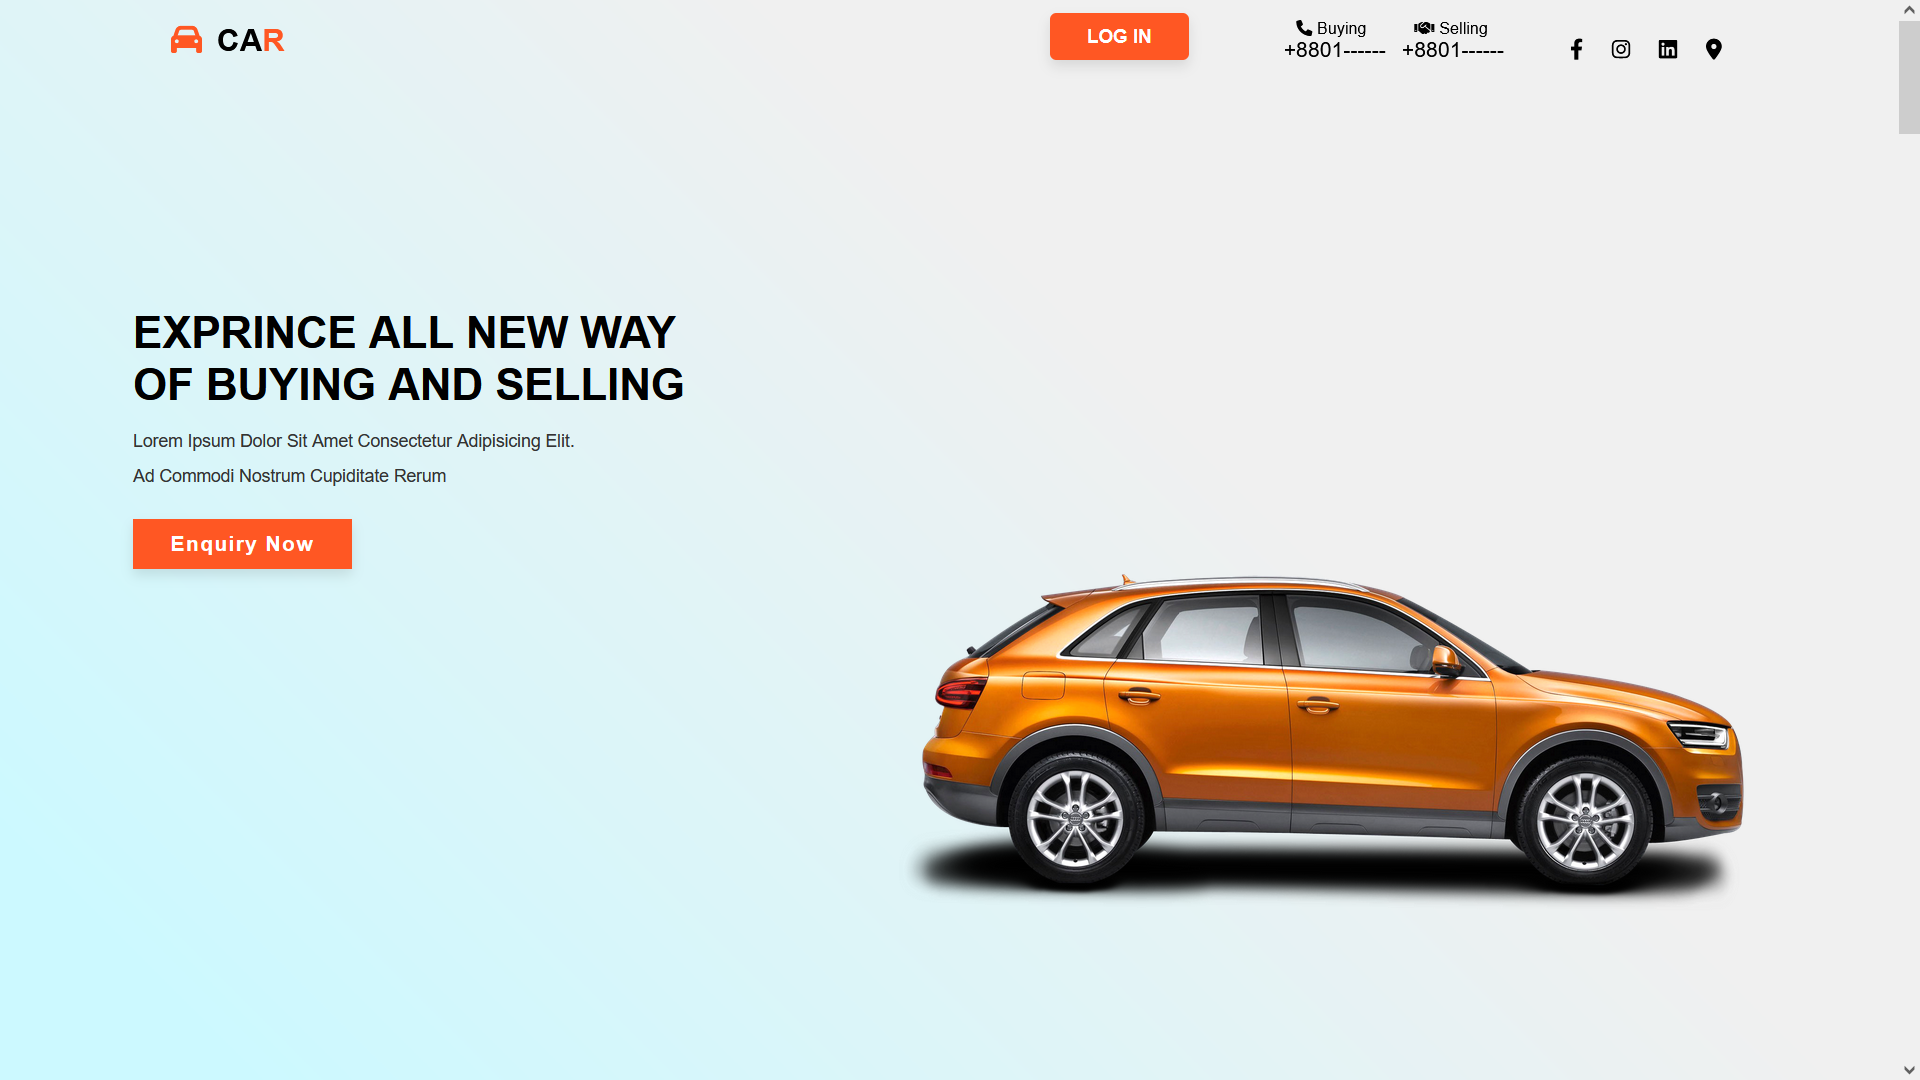 CAR
LOG IN
Buying
+8801------
Selling
+8801------
EXPRINCE ALL NEW WAY
OF BUYING AND SELLING
Lorem Ipsum Dolor Sit Amet Consectetur Adipisicing Elit.
Ad Commodi Nostrum Cupiditate Rerum
Enquiry Now